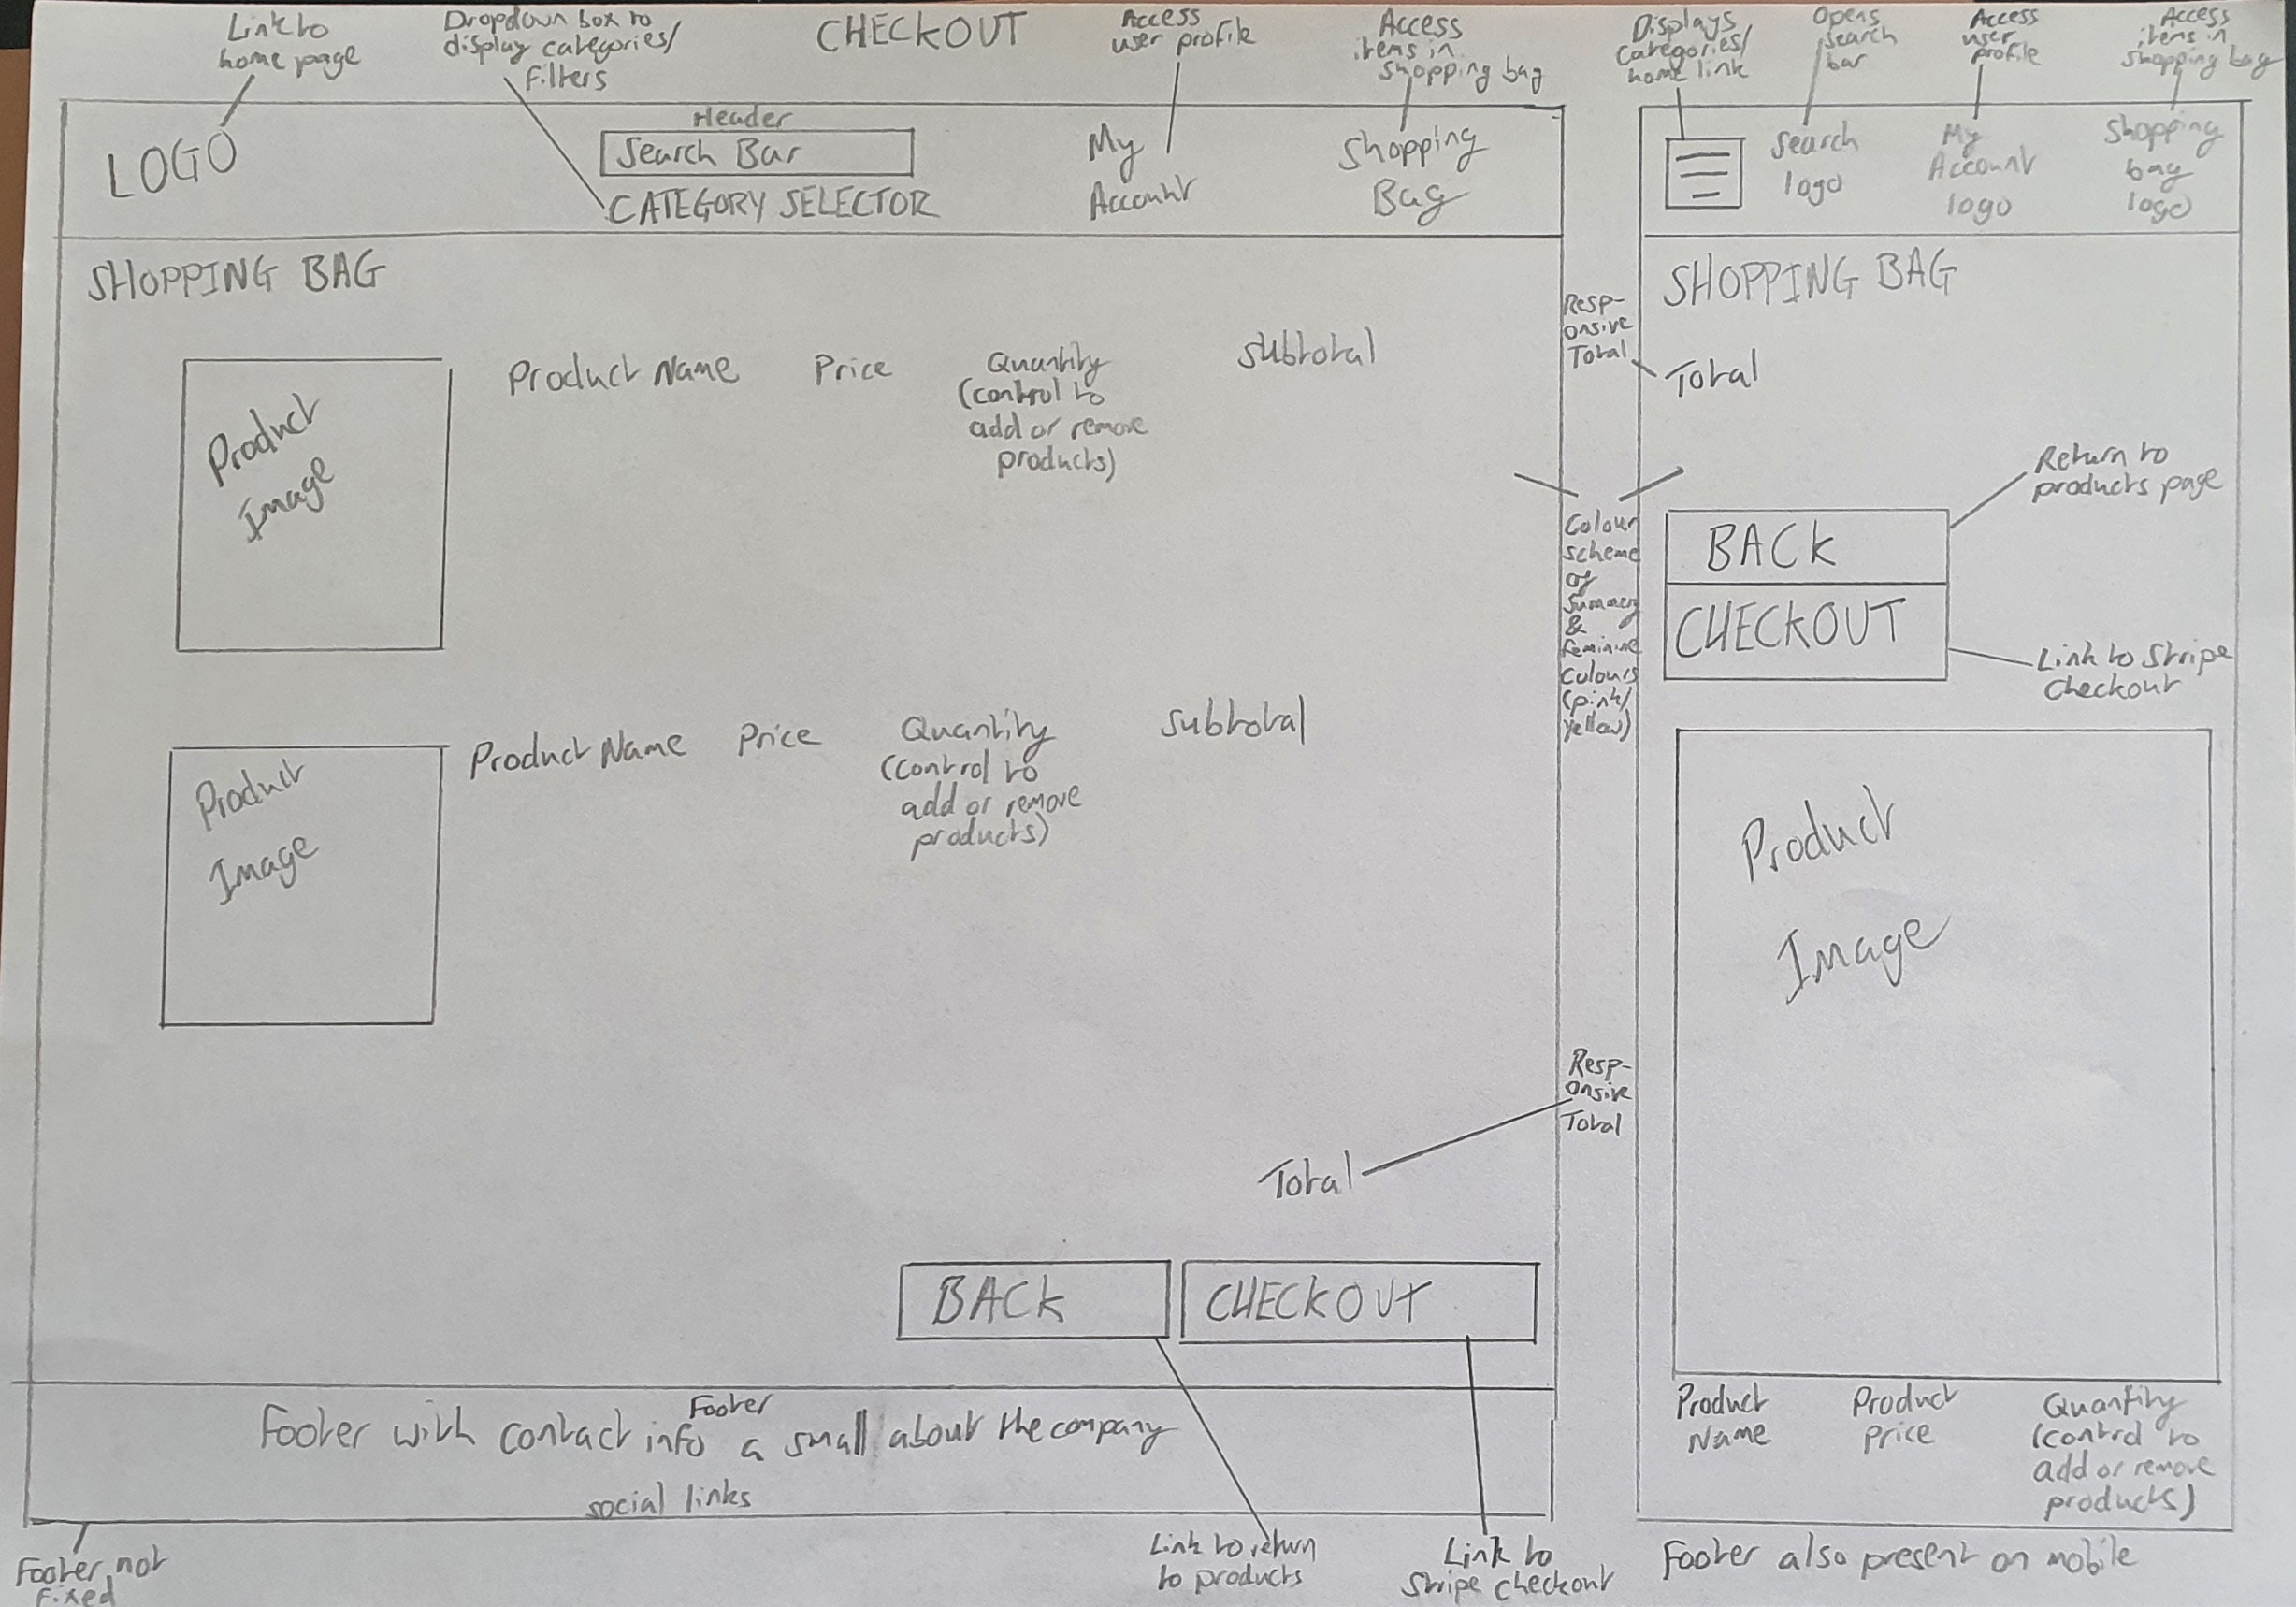 Link to
home page
Dropdown box to
display categories/
filters
CHECKOUT
Access
user profile
Access
items in
shopping bag
Displays
categories/
home link
Opens
search
bar
Access
user
profile
Access
items in
shopping bag
LOGO
Header
Search Bar
CATEGORY SELECTOR
My
Account
Shopping
Bag
Search
logo
My
Account
logo
Shopping
bag
logo
SHOPPING BAG
Product
Image
Product Name
Price
Quantity
(control to
add or remove
products)
Subtotal
Product
Image
Product Name
Price
Quantity
(control to
add or remove
products)
Subtotal
Total
BACK
CHECKOUT
Footer
Footer with contact info a small about the company
social links
Footer not
fixed
Link to return
to products
Link to
Stripe checkout
Resp-
onsive
Total
Colour
scheme
of
summery
&
feminine
colours
(pink/
yellow)
Resp-
onsive
Total
SHOPPING BAG
Total
Return to
products page
BACK
CHECKOUT
Link to Stripe
checkout
Product
Image
Product
Name
Product
price
Quantity
(control to
add or remove
products)
Footer also present on mobile